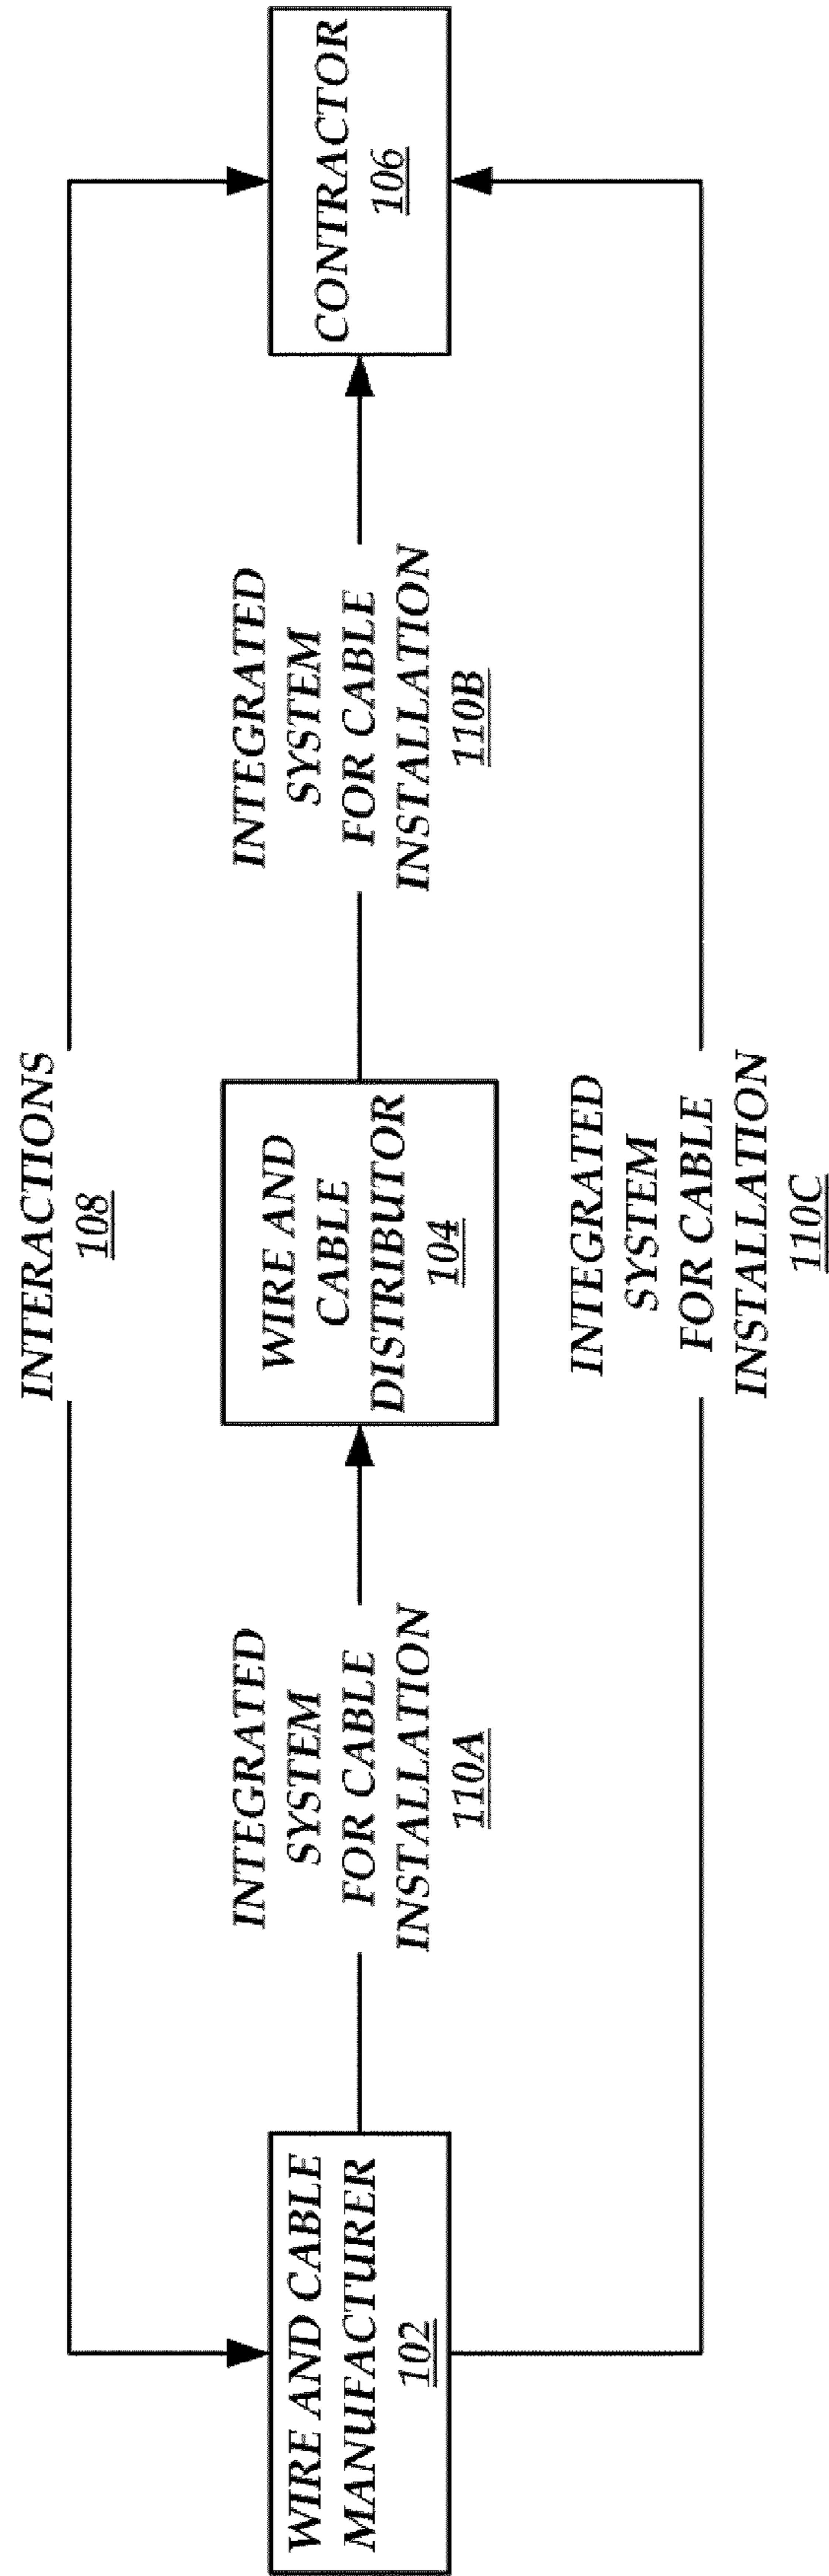 INTERACTIONS
108
WIRE AND CABLE
MANUFACTURER
102
INTEGRATED
SYSTEM
FOR CABLE
INSTALLATION
110A
WIRE AND
CABLE
DISTRIBUTOR
104
INTEGRATED
SYSTEM
FOR CABLE
INSTALLATION
110B
CONTRACTOR
106
INTEGRATED
SYSTEM
FOR CABLE
INSTALLATION
110C